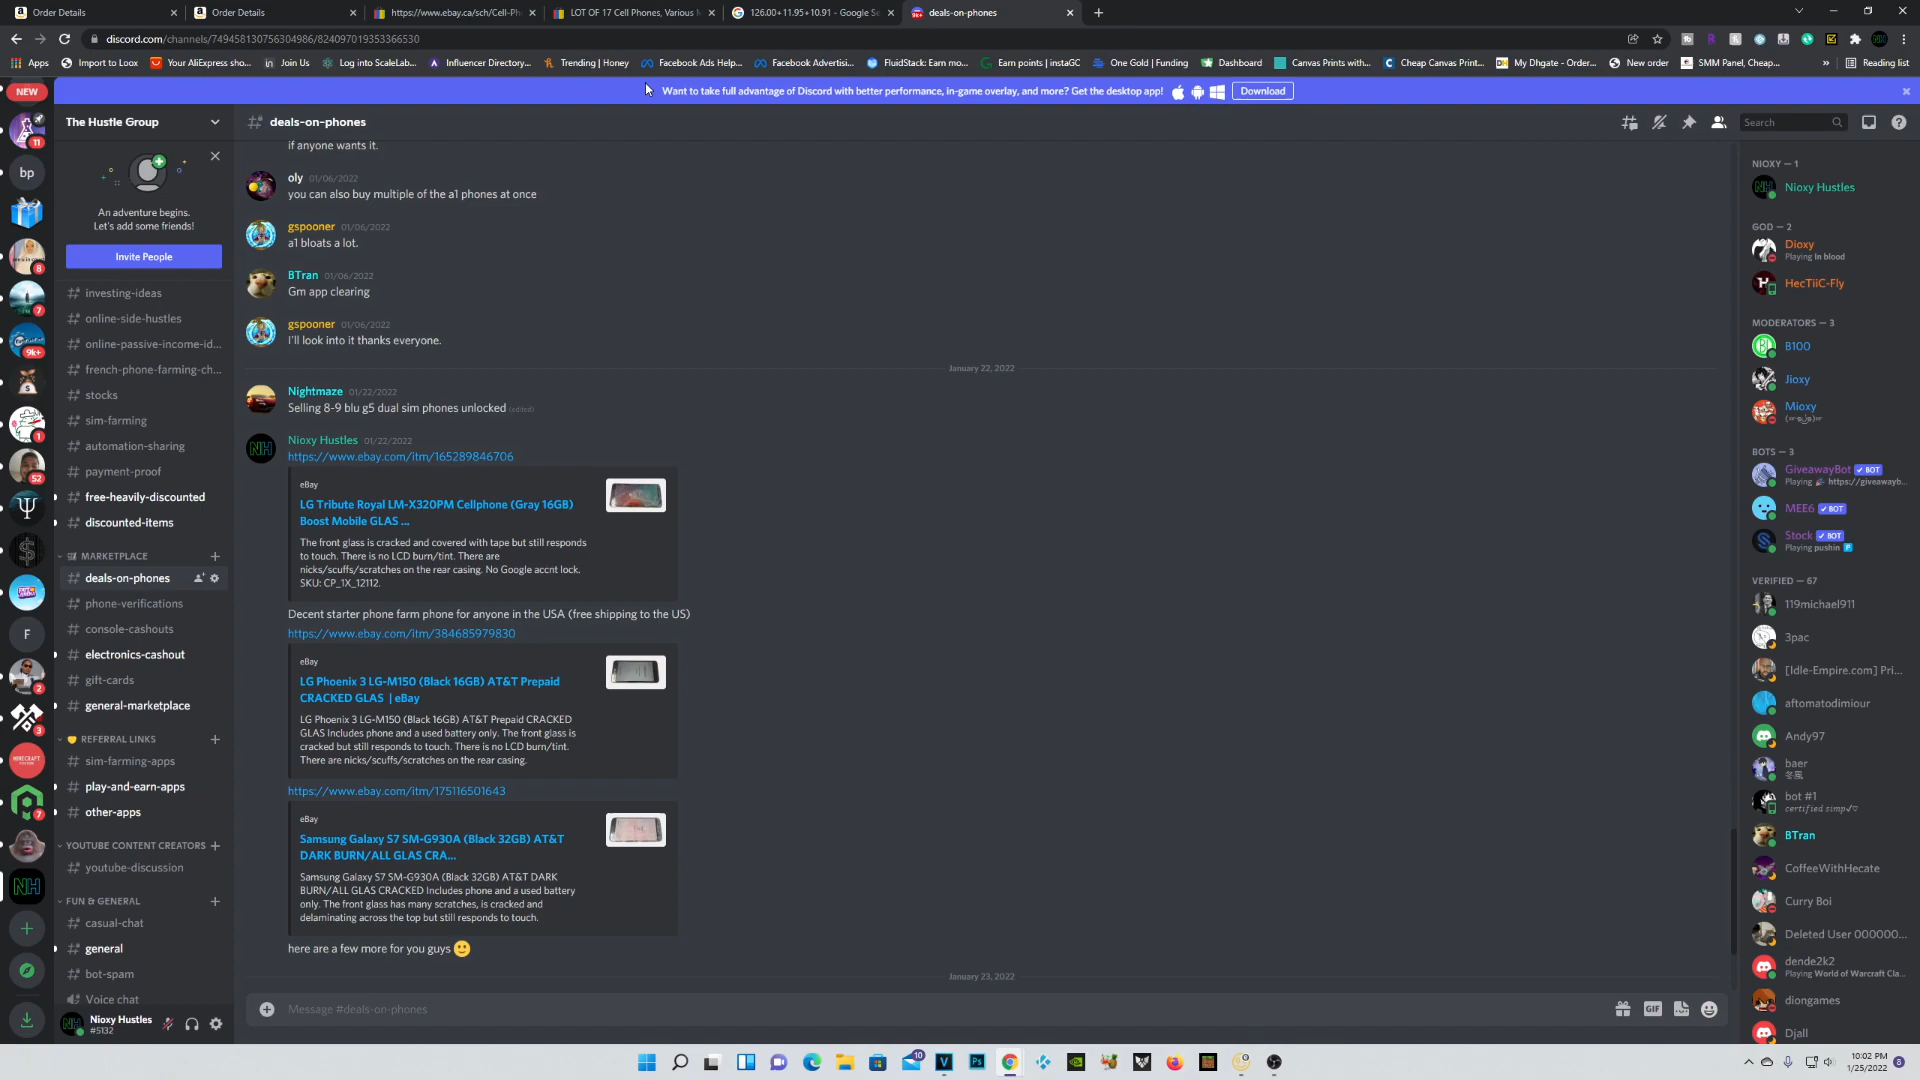 Order Details
Order Details
https://www.ebay.com/sch/Cell-Ph
LOT OF 17 Cell Phones, Various
126.00+11.95+10.91 - Google Se
deals-on-phones
discord.com/channels/749458130756304986/824097019353366530
Apps
Import to Loox
Your AliExpress sho...
Join Us
Log into ScaleLab...
Influencer Directory...
Trending | Honey
Facebook Ads Help...
Facebook Advertisi...
FluidStack: Earn mo...
Earn points | instaGC
One Gold | Funding
Dashboard
Canvas Prints with...
Cheap Canvas Print...
My Dhgate - Order...
New order
SMM Panel, Cheap...
Reading list
NEW
Want to take full advantage of Discord with better performance, in-game overlay, and more? Get the desktop app!
Download
The Hustle Group
deals-on-phones
Search
An adventure begins.
Let's add some friends!
Invite People
investing-ideas
online-side-hustles
online-passive-income-id...
french-phone-farming-ch...
stocks
sim-farming
automation-sharing
payment-proof
free-heavily-discounted
discounted-items
MARKETPLACE
deals-on-phones
phone-verifications
console-cashouts
electronics-cashout
gift-cards
general-marketplace
REFERRAL LINKS
sim-farming-apps
play-and-earn-apps
other-apps
YOUTUBE CONTENT CREATORS
youtube-discussion
FUN & GENERAL
casual-chat
general
bot-spam
Voice chat
Nioxy Hustles
#5132
11
bp
8
7
9k+
1
52
F
2
3
7
NH
if anyone wants it.
oly 01/06/2022
you can also buy multiple of the a1 phones at once
gspooner 01/06/2022
a1 bloats a lot.
BTran 01/06/2022
Gm app clearing
gspooner 01/06/2022
I'll look into it thanks everyone.
January 22, 2022
Nightmaze 01/22/2022
Selling 8-9 blu g5 dual sim phones unlocked (edited)
Nioxy Hustles 01/22/2022
https://www.ebay.com/itm/165289846706
eBay
LG Tribute Royal LM-X320PM Cellphone (Gray 16GB)
Boost Mobile GLAS ...
The front glass is cracked and covered with tape but still responds
to touch. There is no LCD burn/tint. There are
nicks/scuffs/scratches on the rear casing. No Google accnt lock.
SKU: CP_1X_12112.
Decent starter phone farm phone for anyone in the USA (free shipping to the US)
https://www.ebay.com/itm/384685979830
eBay
LG Phoenix 3 LG-M150 (Black 16GB) AT&T Prepaid
CRACKED GLAS | eBay
LG Phoenix 3 LG-M150 (Black 16GB) AT&T Prepaid CRACKED
GLAS Includes phone and a used battery only. The front glass is
cracked but still responds to touch. There is no LCD burn/tint.
There are nicks/scuffs/scratches on the rear casing.
https://www.ebay.com/itm/175116501643
eBay
Samsung Galaxy S7 SM-G930A (Black 32GB) AT&T
DARK BURN/ALL GLAS CRA...
Samsung Galaxy S7 SM-G930A (Black 32GB) AT&T DARK
BURN/ALL GLAS CRACKED Includes phone and a used battery
only. The front glass has many scratches, is cracked and
delaminating across the top but still responds to touch.
here are a few more for you guys
January 23, 2022
Message #deals-on-phones
GIF
NIOXY — 1
Nioxy Hustles
GOD — 2
Dioxy
Playing In blood
HecTiiC-Fly
MODERATORS — 3
B100
Jioxy
Mioxy
BOTS — 3
GiveawayBot BOT
Playing https://giveawayb...
MEE6 BOT
Stock BOT
Playing pushin P
VERIFIED — 67
119michael911
3pac
[Idle-Empire.com] Pri...
aftomatodimiour
Andy97
baer
冬風
bot #1
certified simp
BTran
CoffeeWithHecate
Curry Boi
Deleted User 000000...
dende2k2
Playing World of Warcraft Cla...
diongames
Djall
10
10:02 PM
1/25/2022
8